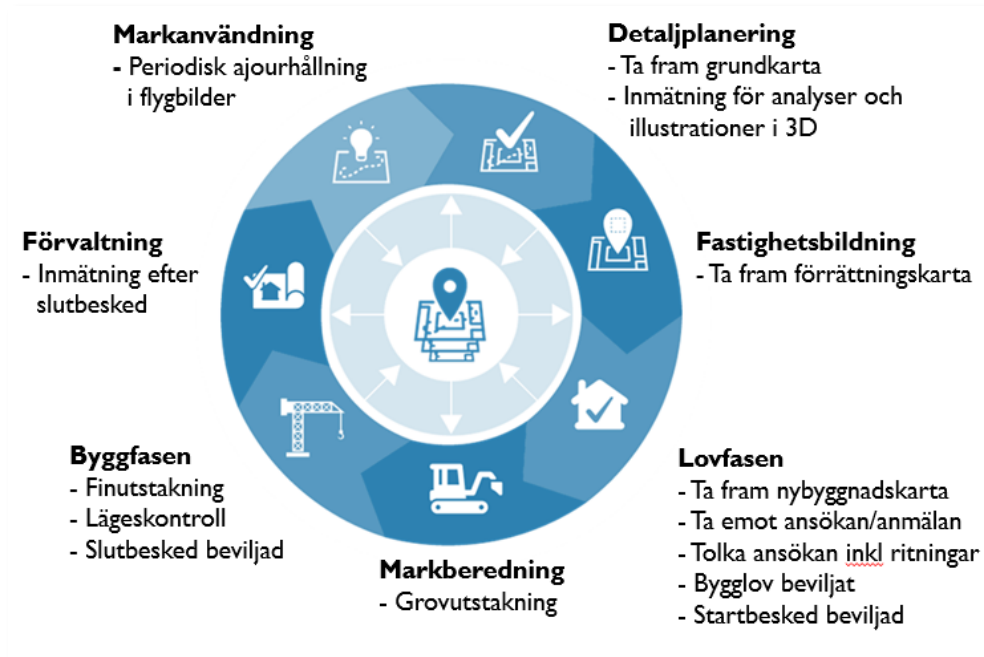 Markanvändning
- Periodisk ajourhållning
i flygbilder
Detaljplanering
- Ta fram grundkarta
- Inmätning för analyser och
illustrationer i 3D
Fastighetsbildning
- Ta fram förrättningskarta
Lovfasen
- Ta fram nybyggnadskarta
- Ta emot ansökan/anmälan
- Tolka ansökan inkl ritningar
- Bygglov beviljat
- Startbesked beviljad
Markberedning
- Grovutstakning
Byggfasen
- Finutstakning
- Lägeskontroll
- Slutbesked beviljad
Förvaltning
- Inmätning efter
slutbesked